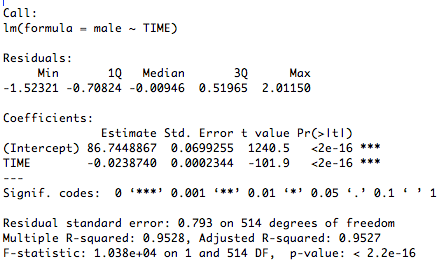 Call:
lm(formula = male ~ TIME)
Residuals:
Min 1Q Median 3Q Max
-1.52321 -0.70824 -0.00946 0.51965 2.01150
Coefficients:
Estimate Std. Error t value Pr(>|t|)
(Intercept) 86.7448867 0.0699255 1240.5 <2e-16 ***
TIME -0.0238740 0.0002344 -101.9 <2e-16 ***
---
Signif. codes: 0 ‘***’ 0.001 ‘**’ 0.01 ‘*’ 0.05 ‘.’ 0.1 ‘ ’ 1
Residual standard error: 0.793 on 514 degrees of freedom
Multiple R-squared: 0.9528, Adjusted R-squared: 0.9527
F-statistic: 1.038e+04 on 1 and 514 DF, p-value: < 2.2e-16